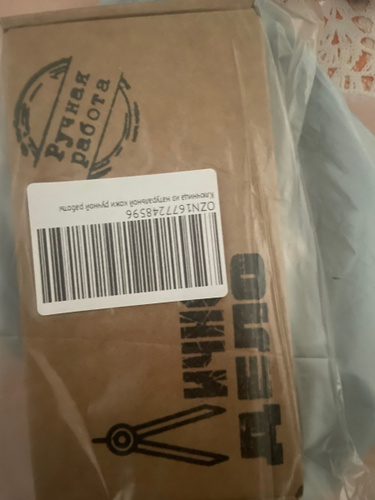 Ручная
работа
OZN1677248596
Ключница из натуральной кожи ручной работы
ДЕЛО